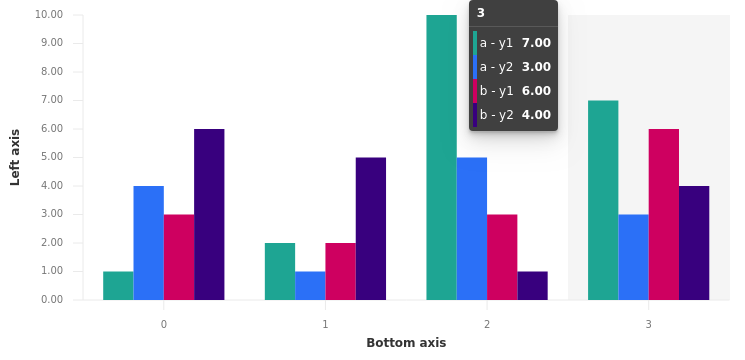 10.00
9.00
8.00
7.00
6.00
5.00
4.00
3.00
2.00
1.00
0.00
Left axis
3
a - y1 7.00
a - y2 3.00
b - y1 6.00
b - y2 4.00
0 1 2 3
Bottom axis